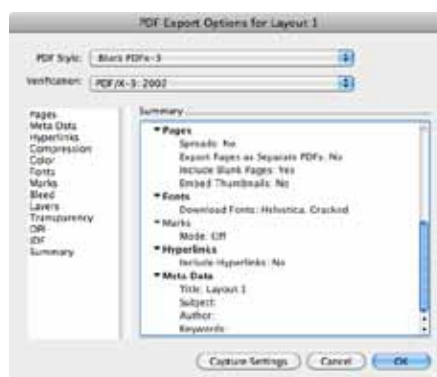 PDF Export Options for Layout 1
PDF Style: Blurb PDFx-3
Verification: PDF/X-3: 2002
Pages
Meta Data
Hyperlinks
Compression
Color
Fonts
Marks
Bleed
Layers
Transparency
OPI
JDF
Summary
Summary
Pages
Spreads: No
Export Pages as Separate PDFs: No
Include Blank Pages: Yes
Embed Thumbnails: No
Fonts
Download Fonts: Helvetica, Cracked
Marks
Mode: Off
Hyperlinks
Include Hyperlinks: No
Meta Data
Title: Layout 1
Subject:
Author:
Keywords:
Capture Settings
Cancel
OK